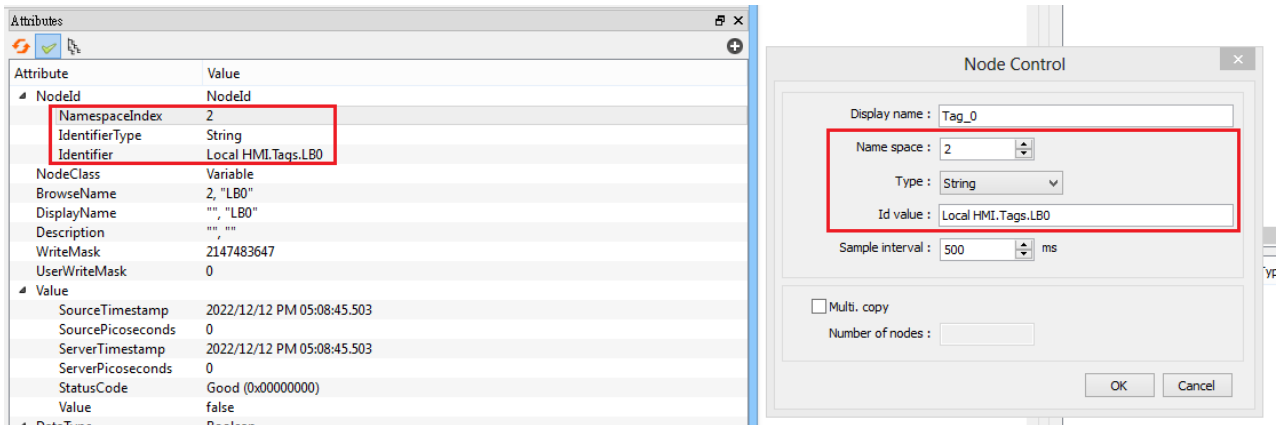 Attributes
Attribute Value
NodeId NodeId
NamespaceIndex 2
IdentifierType String
Identifier Local HMI.Tags.LB0
NodeClass Variable
BrowseName 2, "LB0"
DisplayName "", "LB0"
Description "", ""
WriteMask 2147483647
UserWriteMask 0
Value
SourceTimestamp 2022/12/12 PM 05:08:45.503
SourcePicoseconds 0
ServerTimestamp 2022/12/12 PM 05:08:45.503
ServerPicoseconds 0
StatusCode Good (0x00000000)
Value false
Node Control
Display name : Tag_0
Name space : 2
Type : String
Id value : Local HMI.Tags.LB0
Sample interval : 500 ms
Multi. copy
Number of nodes :
OK Cancel